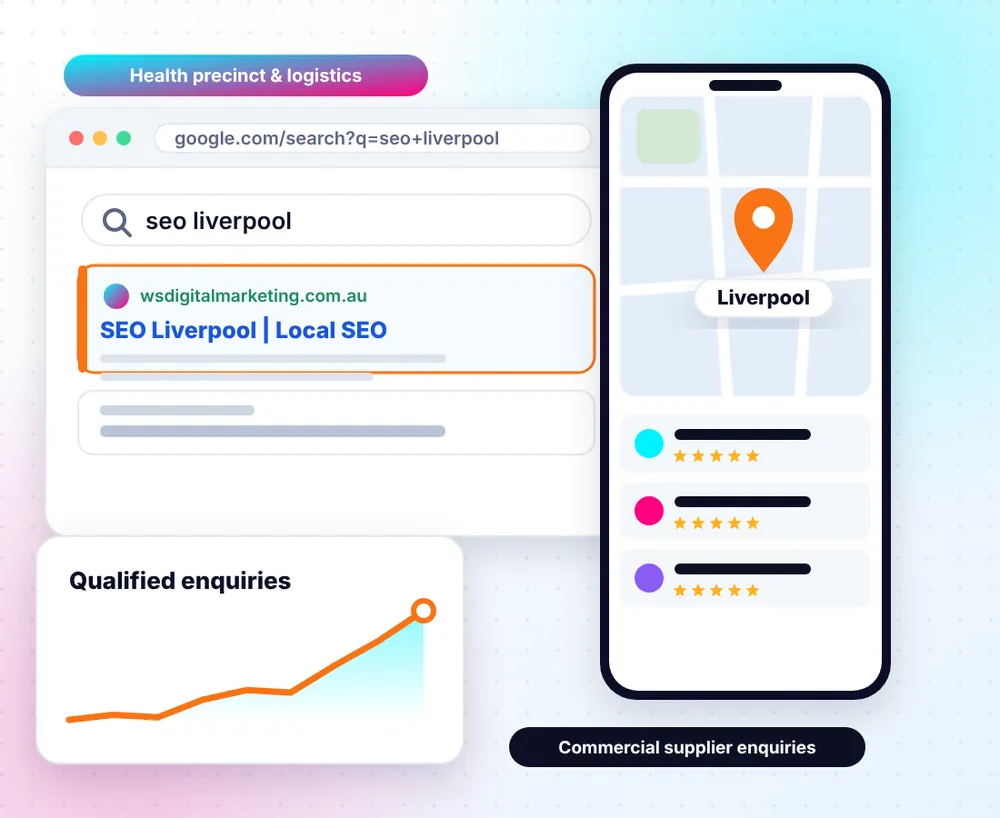 Health precinct & logistics
google.com/search?q=seo+liverpool
seo liverpool
wsdigitalmarketing.com.au
SEO Liverpool | Local SEO
Liverpool
Qualified enquiries
Commercial supplier enquiries